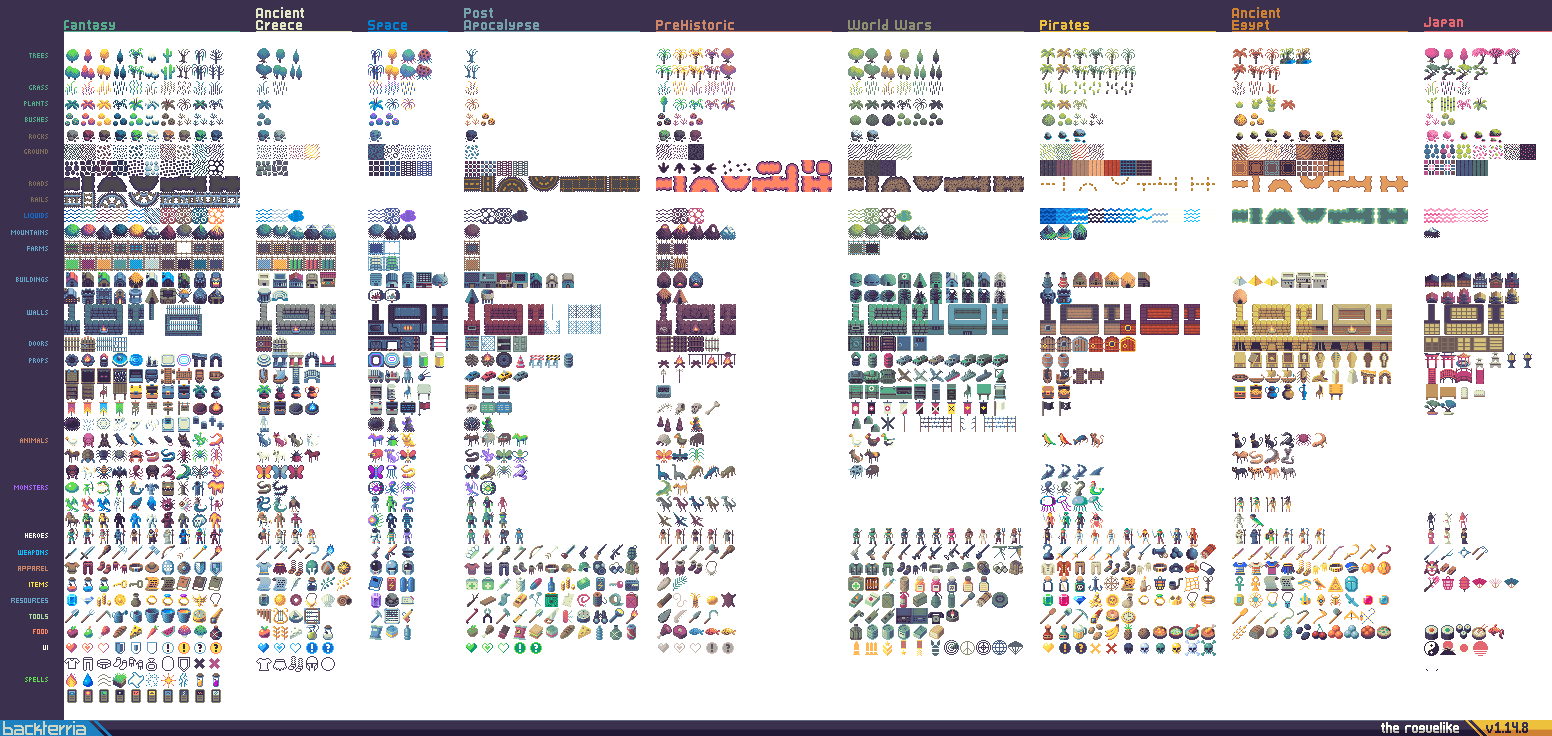 Fantasy
Ancient
Greece
Space
Post
Apocalypse
PreHistoric
World Wars
Pirates
Ancient
Egypt
Japan
TREES
GRASS
PLANTS
BUSHES
ROCKS
GROUND
ROADS
RAILS
LIQUIDS
MOUNTAINS
FARMS
BUILDINGS
WALLS
DOORS
PROPS
ANIMALS
MONSTERS
HEROES
WEAPONS
APPAREL
ITEMS
RESOURCES
TOOLS
FOOD
UI
SPELLS
backterria
the roguelike
v1.14.8